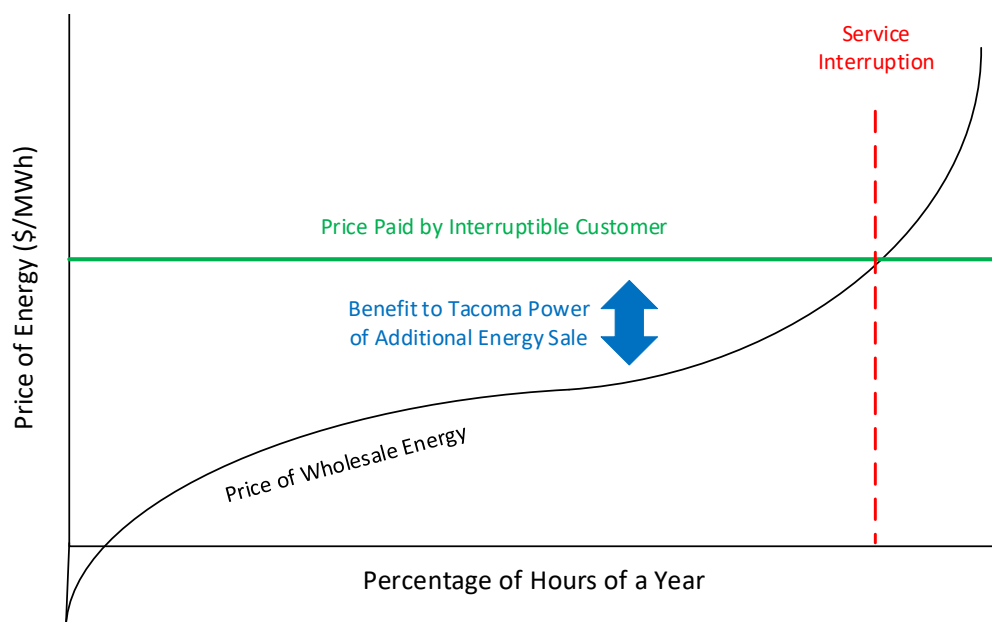 Service
Interruption
Price of Energy ($/MWh)
Price Paid by Interruptible Customer
Benefit to Tacoma Power
of Additional Energy Sale
Price of Wholesale Energy
Percentage of Hours of a Year